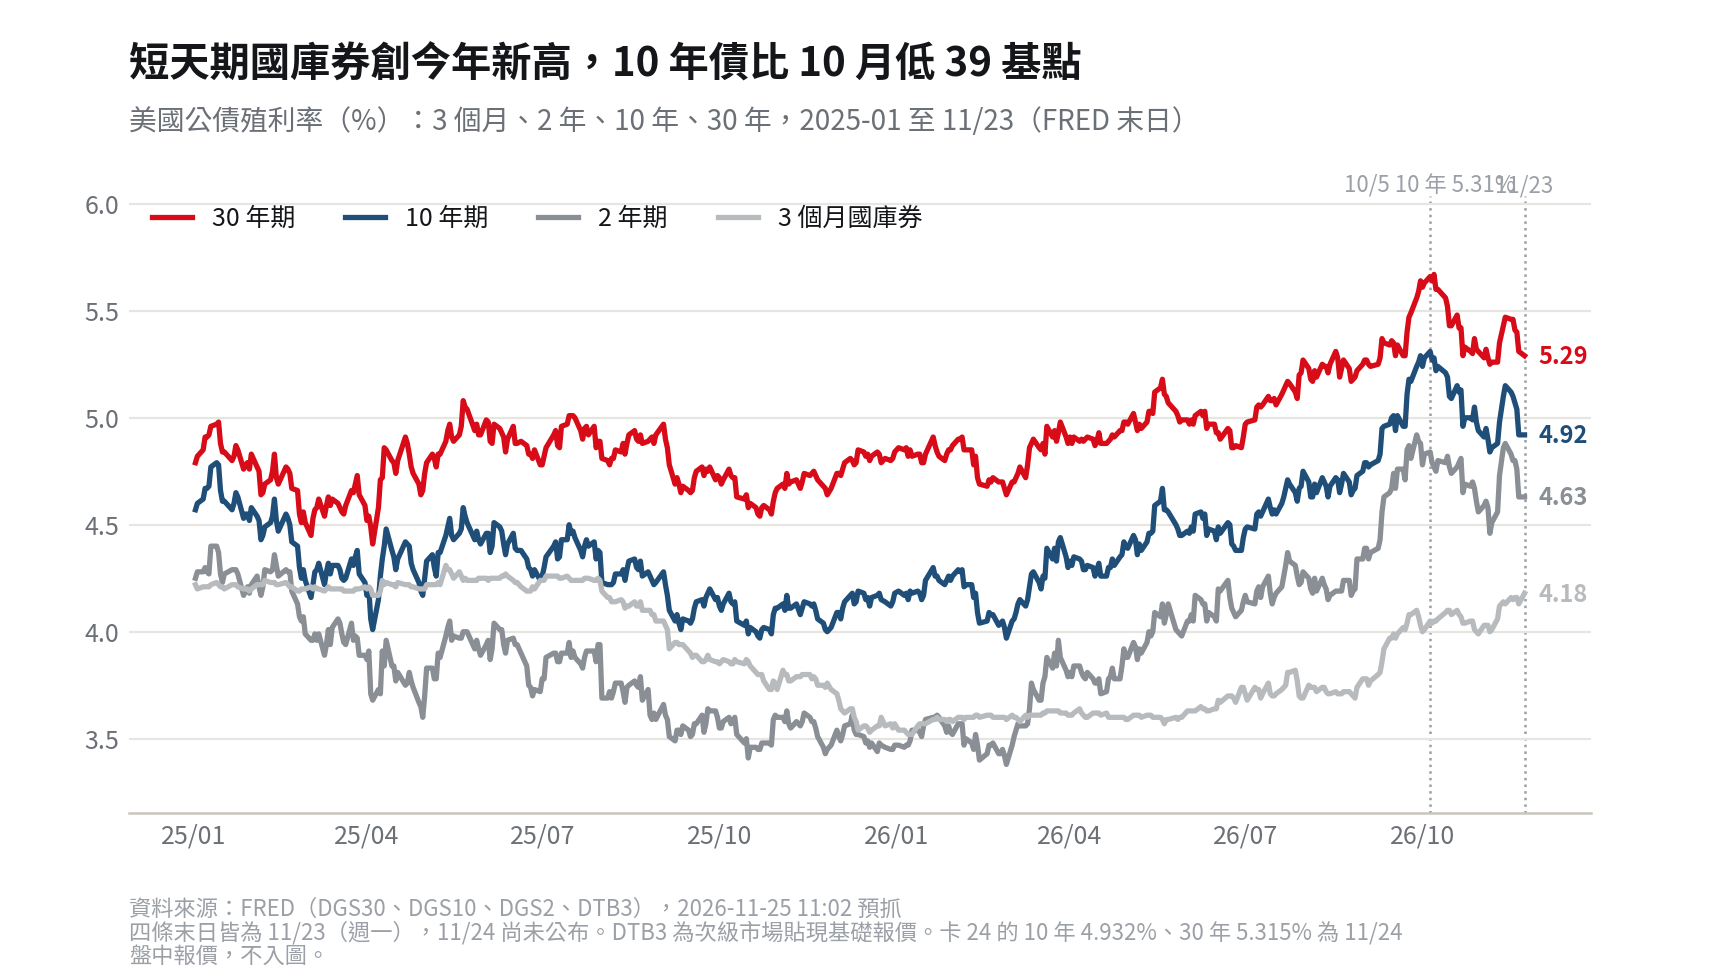 短天期國庫券創今年新高，10 年債比 10 月低 39 基點
美國公債殖利率（%）：3 個月、2 年、10 年、30 年，2025-01 至 11/23（FRED 末日）
10/5 10 年 5.31%
11/23
30 年期
10 年期
2 年期
3 個月國庫券
6.0
5.5
5.0
4.5
4.0
3.5
5.29
4.92
4.63
4.18
25/01
25/04
25/07
25/10
26/01
26/04
26/07
26/10
資料來源：FRED（DGS30、DGS10、DGS2、DTB3），2026-11-25 11:02 預抓
四條末日皆為 11/23（週一），11/24 尚未公布。DTB3 為次級市場貼現基礎報價。卡 24 的 10 年 4.932%、30 年 5.315% 為 11/24
盤中報價，不入圖。